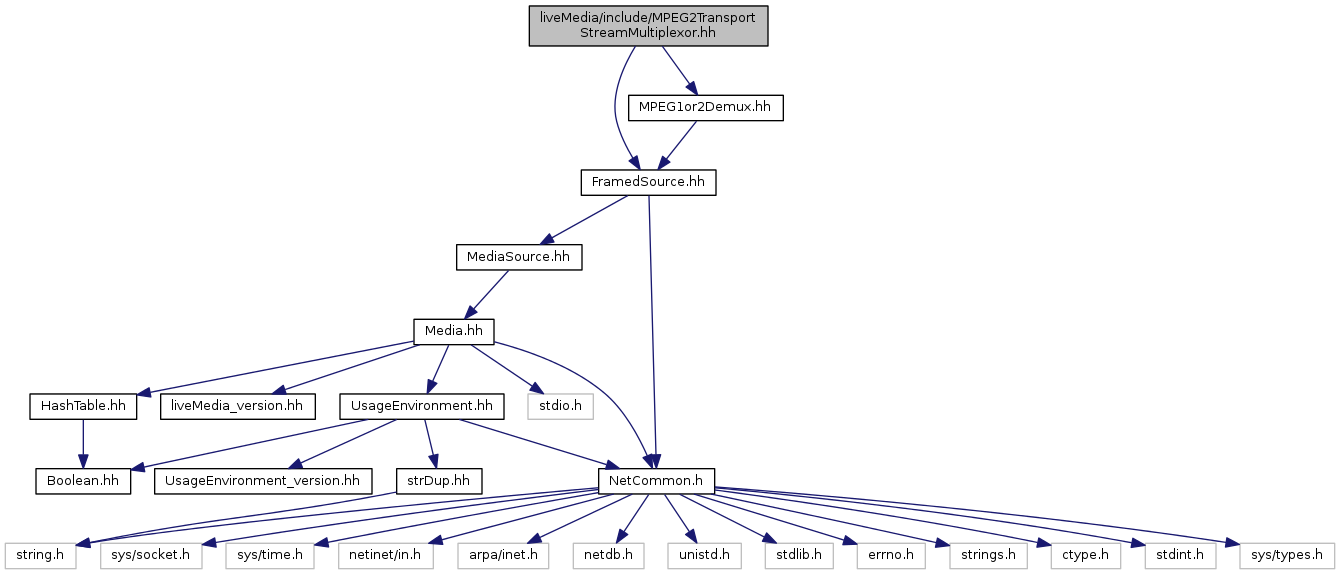 liveMedia/include/MPEG2Transport
StreamMultiplexor.hh
MPEG1or2Demux.hh
FramedSource.hh
MediaSource.hh
Media.hh
HashTable.hh
liveMedia_version.hh
UsageEnvironment.hh
stdio.h
Boolean.hh
UsageEnvironment_version.hh
strDup.hh
NetCommon.h
string.h
sys/socket.h
sys/time.h
netinet/in.h
arpa/inet.h
netdb.h
unistd.h
stdlib.h
errno.h
strings.h
ctype.h
stdint.h
sys/types.h